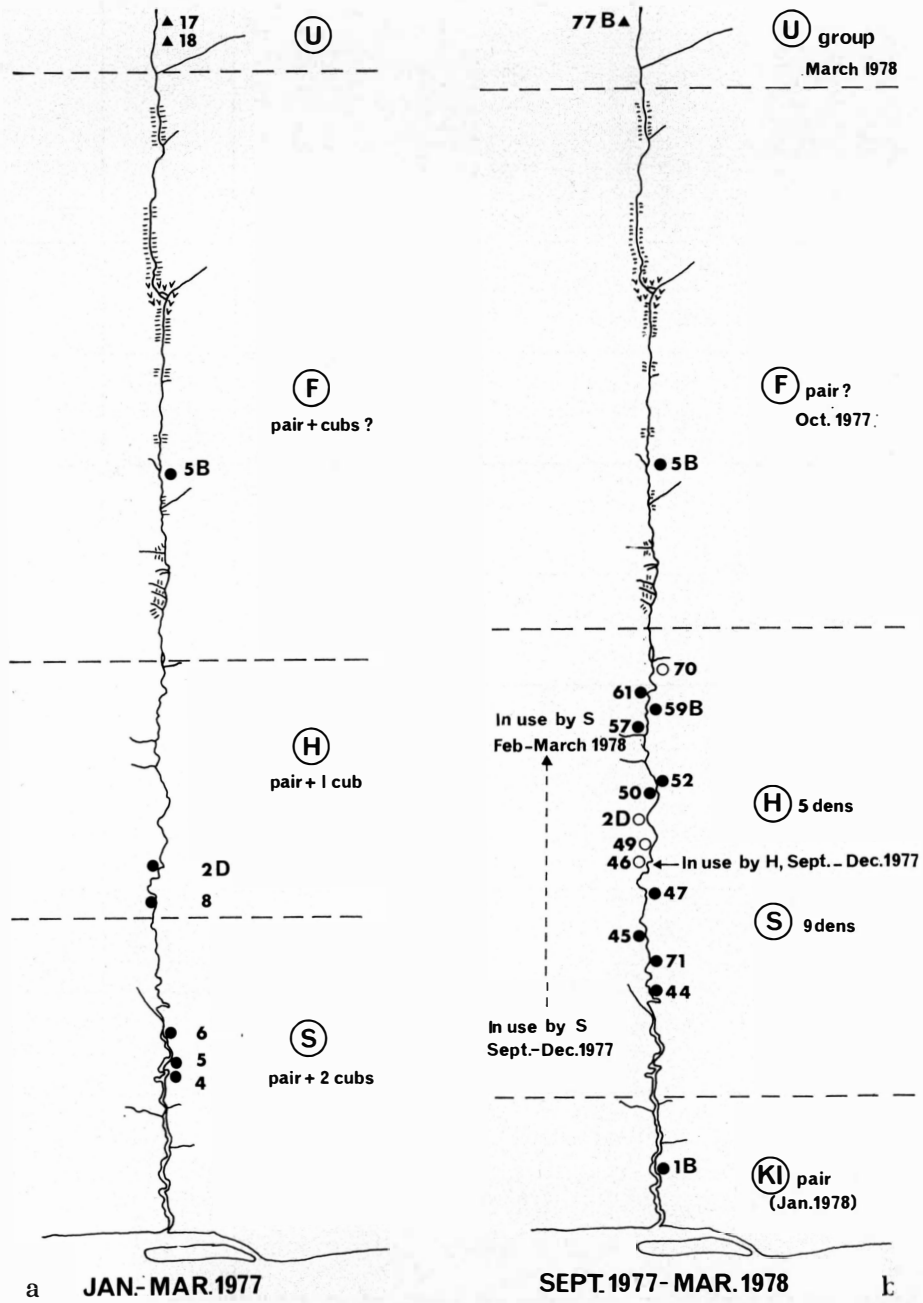 17
18
U
F
pair + cubs ?
5B
H
pair + 1 cub
2D
8
6
5
4
S
pair + 2 cubs
a JAN.- MAR. 1977
77 B
U group
March 1978
F pair ?
Oct. 1977
5B
70
61
59B
57
In use by S
Feb - March 1978
52
50
H 5 dens
2D
49
46
In use by H, Sept. - Dec. 1977
47
S 9 dens
45
71
44
In use by S
Sept. - Dec. 1977
1B
KI pair
(Jan. 1978)
SEPT. 1977 - MAR. 1978 b